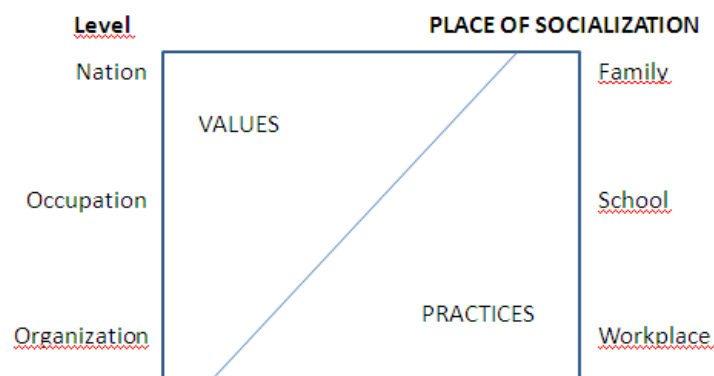 Level PLACE OF SOCIALIZATION
Nation Family
VALUES
Occupation School
PRACTICES
Organization Workplace